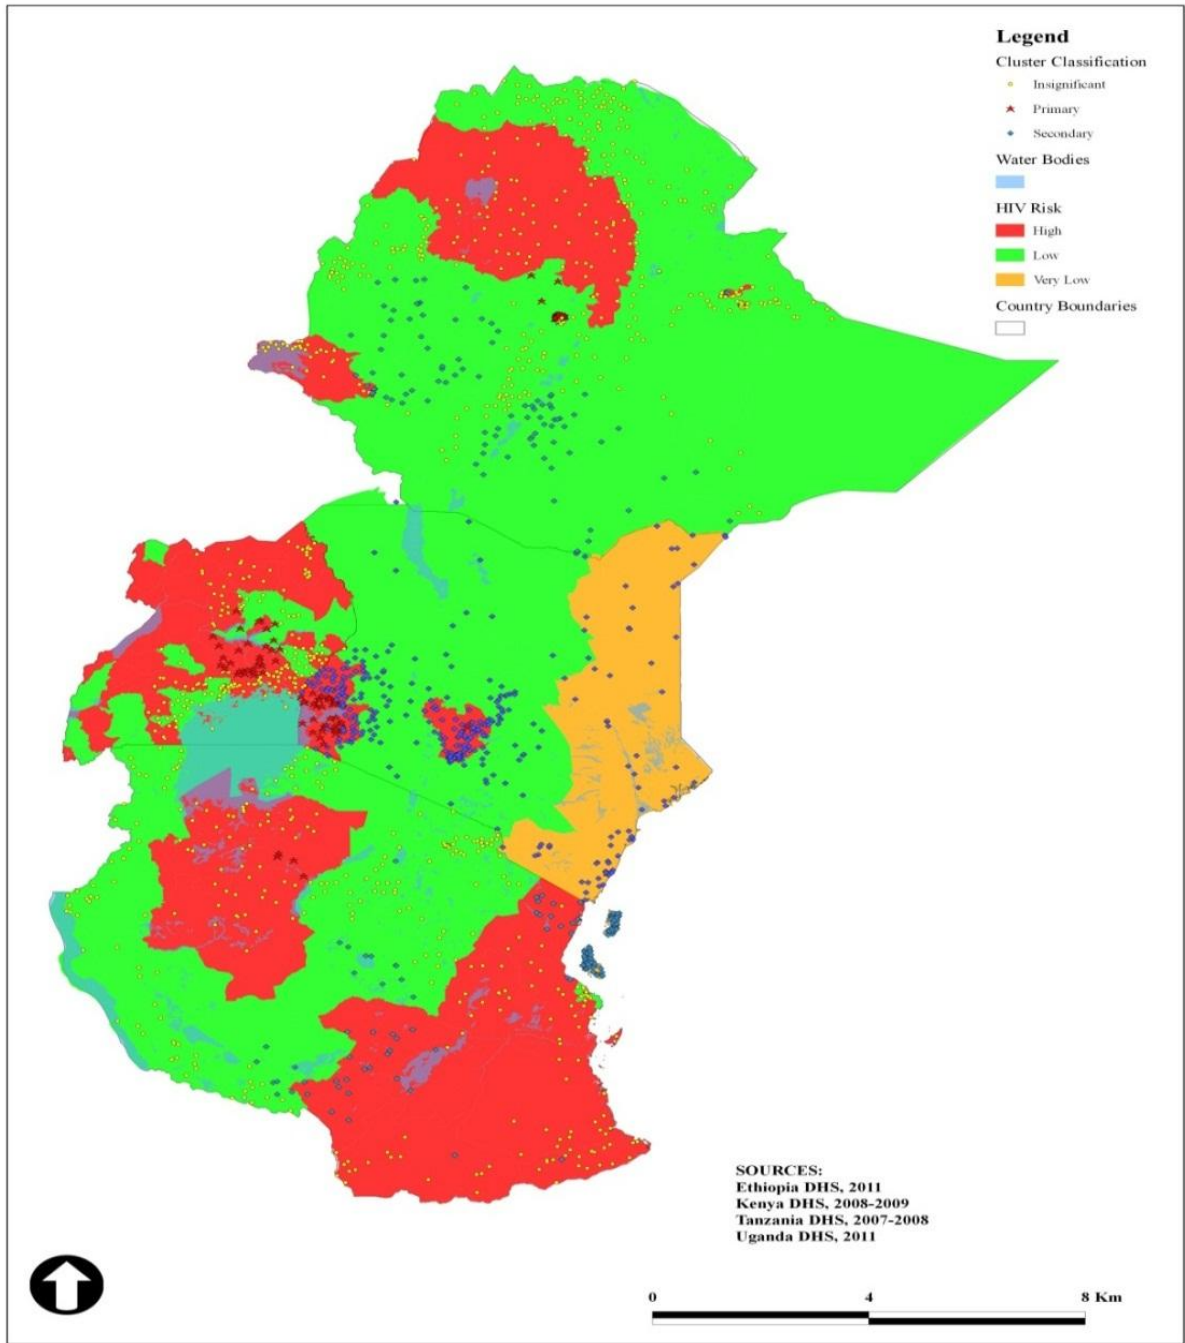 Legend
Cluster Classification
Insignificant
Primary
Secondary
Water Bodies
HIV Risk
High
Low
Very Low
Country Boundaries
SOURCES:
Ethiopia DHS, 2011
Kenya DHS, 2008-2009
Tanzania DHS, 2007-2008
Uganda DHS, 2011
0 4 8 Km